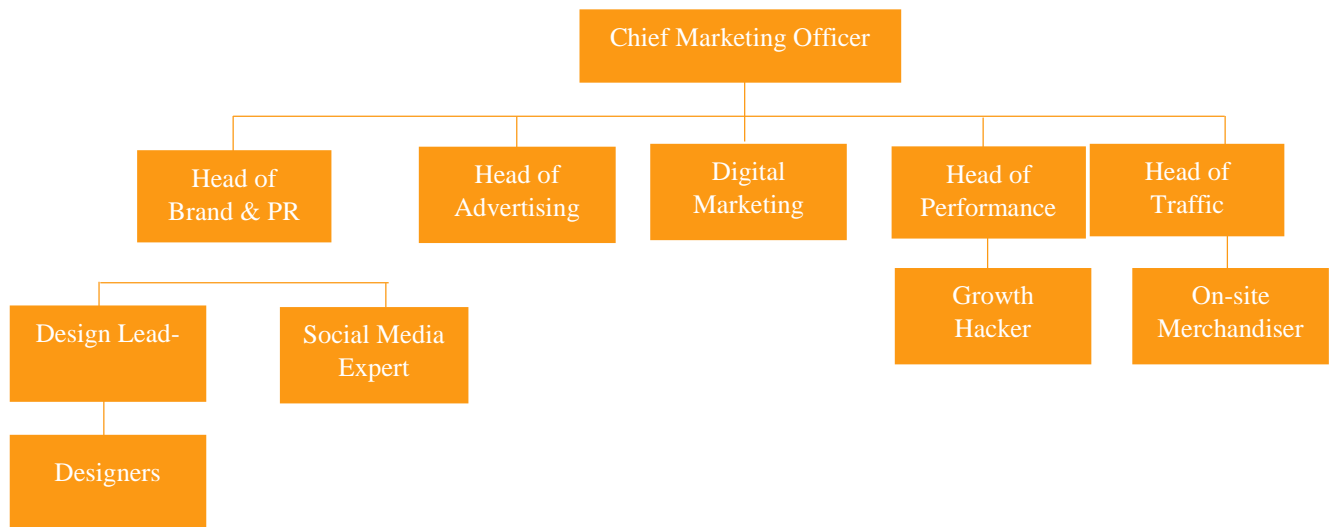 Chief Marketing Officer
Head of
Brand & PR
Head of
Advertising
Digital
Marketing
Head of
Performance
Head of
Traffic
Design Lead-
Social Media
Expert
Growth
Hacker
On-site
Merchandiser
Designers